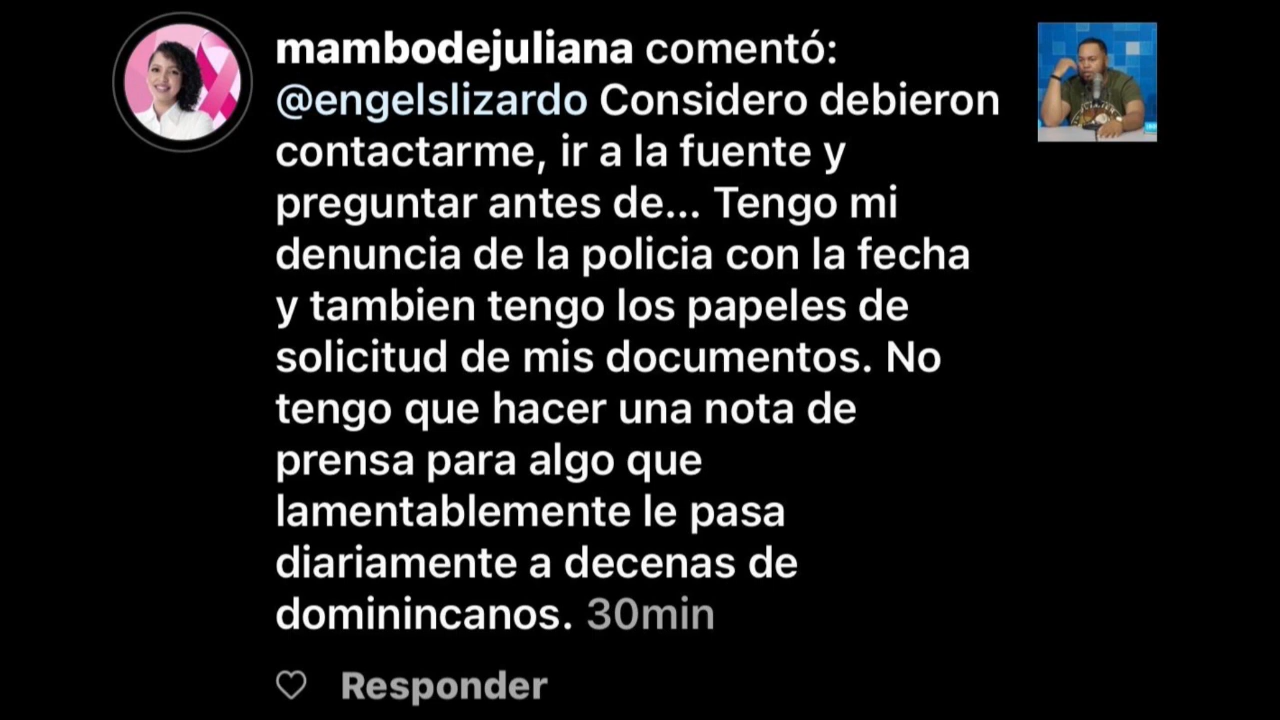 mambodejuliana comentó:
@engelslizardo Considero debieron
contactarme, ir a la fuente y
preguntar antes de... Tengo mi
denuncia de la policia con la fecha
y tambien tengo los papeles de
solicitud de mis documentos. No
tengo que hacer una nota de
prensa para algo que
lamentablemente le pasa
diariamente a decenas de
dominincanos. 30min
Responder